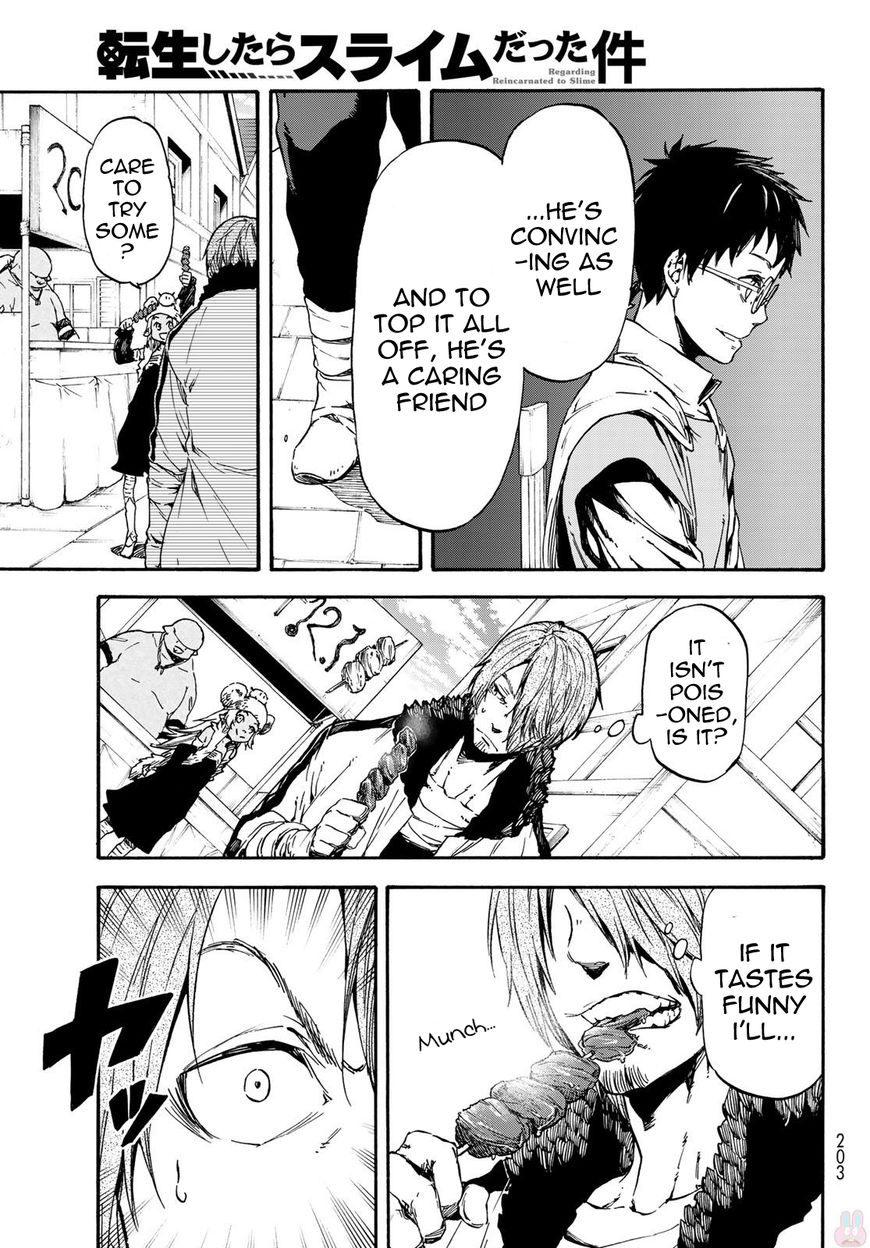 転生したらスライムだった件
Regarding
Reincarnated to Slime
...HE'S
CONVINC
-ING AS
WELL
AND TO
TOP IT ALL
OFF, HE'S
A CARING
FRIEND
CARE
TO
TRY
SOME
?
IT
ISN'T
POIS
-ONED,
IS IT?
IF IT
TASTES
FUNNY
I'LL...
Munch...
カッ
203